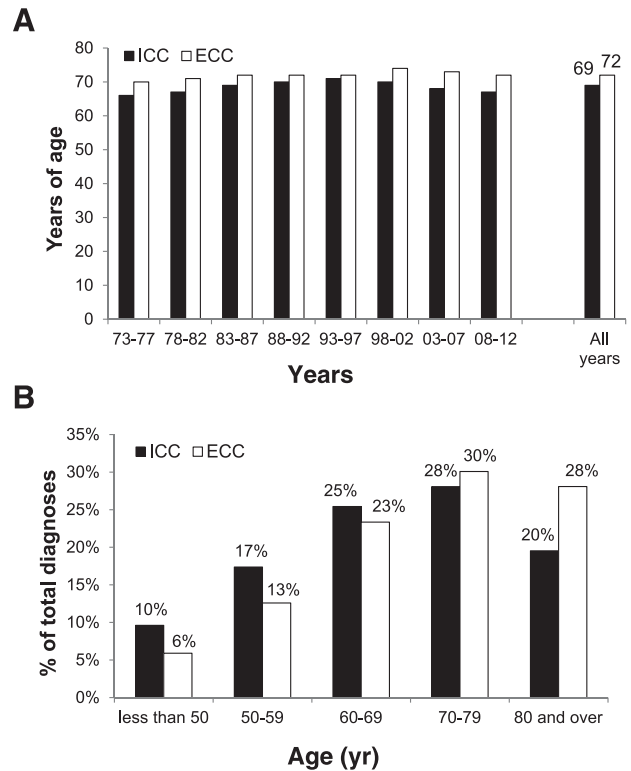 A
80
70
60
50
40
30
20
10
0
Years of age
ICC ECC
69 72
73-77 78-82 83-87 88-92 93-97 98-02 03-07 08-12 All
years
Years
B
35%
30%
25%
20%
15%
10%
5%
0%
% of total diagnoses
ICC ECC
10% 6% 17% 13% 25% 23% 28% 30% 20% 28%
less than 50 50-59 60-69 70-79 80 and over
Age (yr)